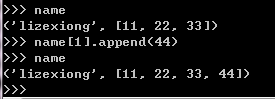 >>> name
('lizexiong', [11, 22, 33])
>>> name[1].append(44)
>>> name
('lizexiong', [11, 22, 33, 44])
>>>